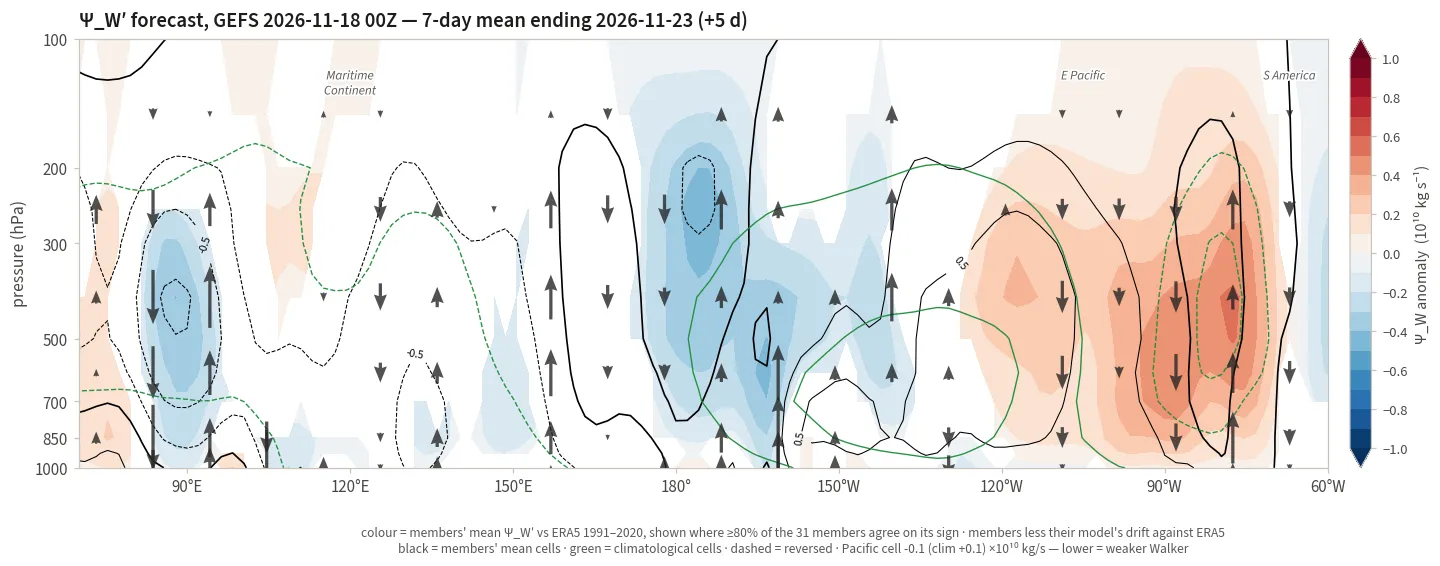 Ψ_W′ forecast, GEFS 2026-11-18 00Z — 7-day mean ending 2026-11-23 (+5 d)
100
200
300
400
500
700
850
1000
pressure (hPa)
Maritime
Continent
E Pacific
S America
-0.5
-0.5
0.5
0.5
90°E
120°E
150°E
180°
150°W
120°W
90°W
60°W
1.0
0.8
0.6
0.4
0.2
0.0
−0.2
−0.4
−0.6
−0.8
−1.0
Ψ_W anomaly (10¹⁰ kg s⁻¹)
colour = members' mean Ψ_W′ vs ERA5 1991–2020, shown where ≥80% of the 31 members agree on its sign · members less their model's drift against ERA5
black = members' mean cells · green = climatological cells · dashed = reversed · Pacific cell -0.1 (clim +0.1) ×10¹⁰ kg/s — lower = weaker Walker